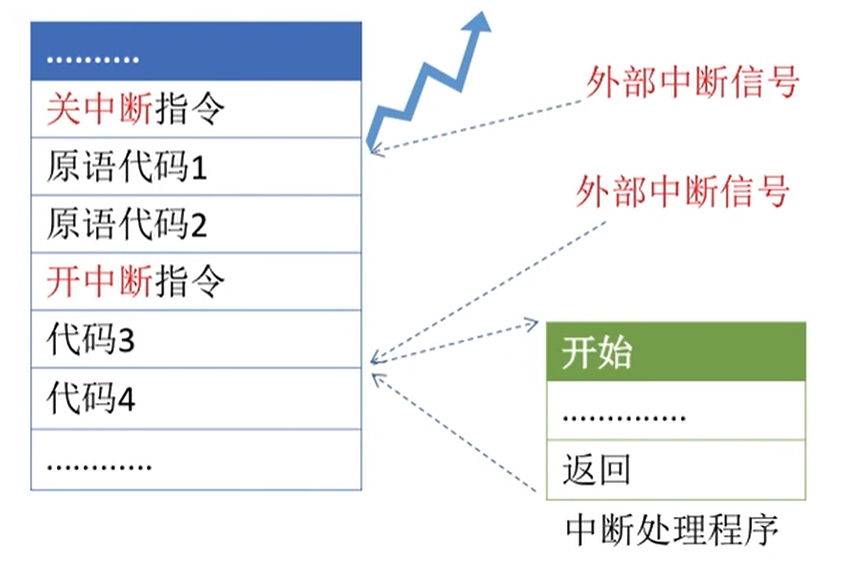 ..........
关中断指令
原语代码1
原语代码2
开中断指令
代码3
代码4
............
外部中断信号
外部中断信号
开始
..............
返回
中断处理程序